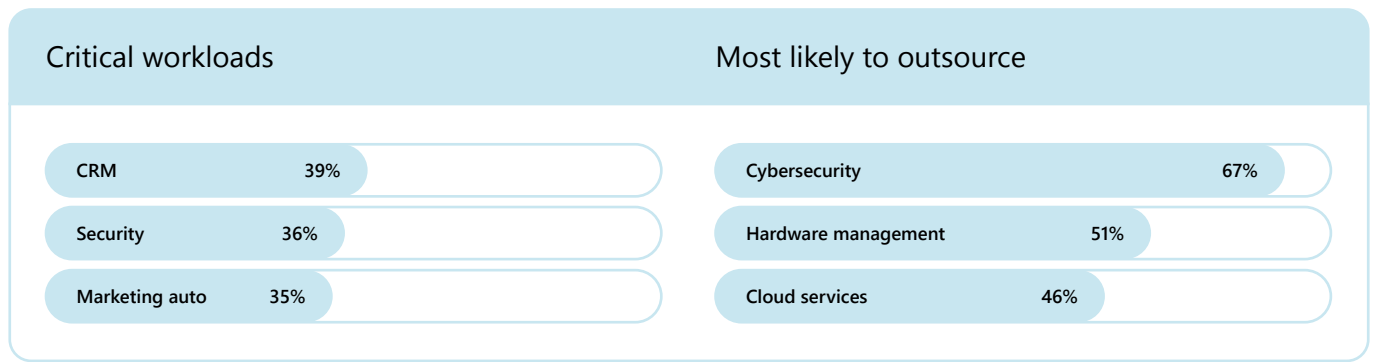 Critical workloads
CRM 39%
Security 36%
Marketing auto 35%
Most likely to outsource
Cybersecurity 67%
Hardware management 51%
Cloud services 46%